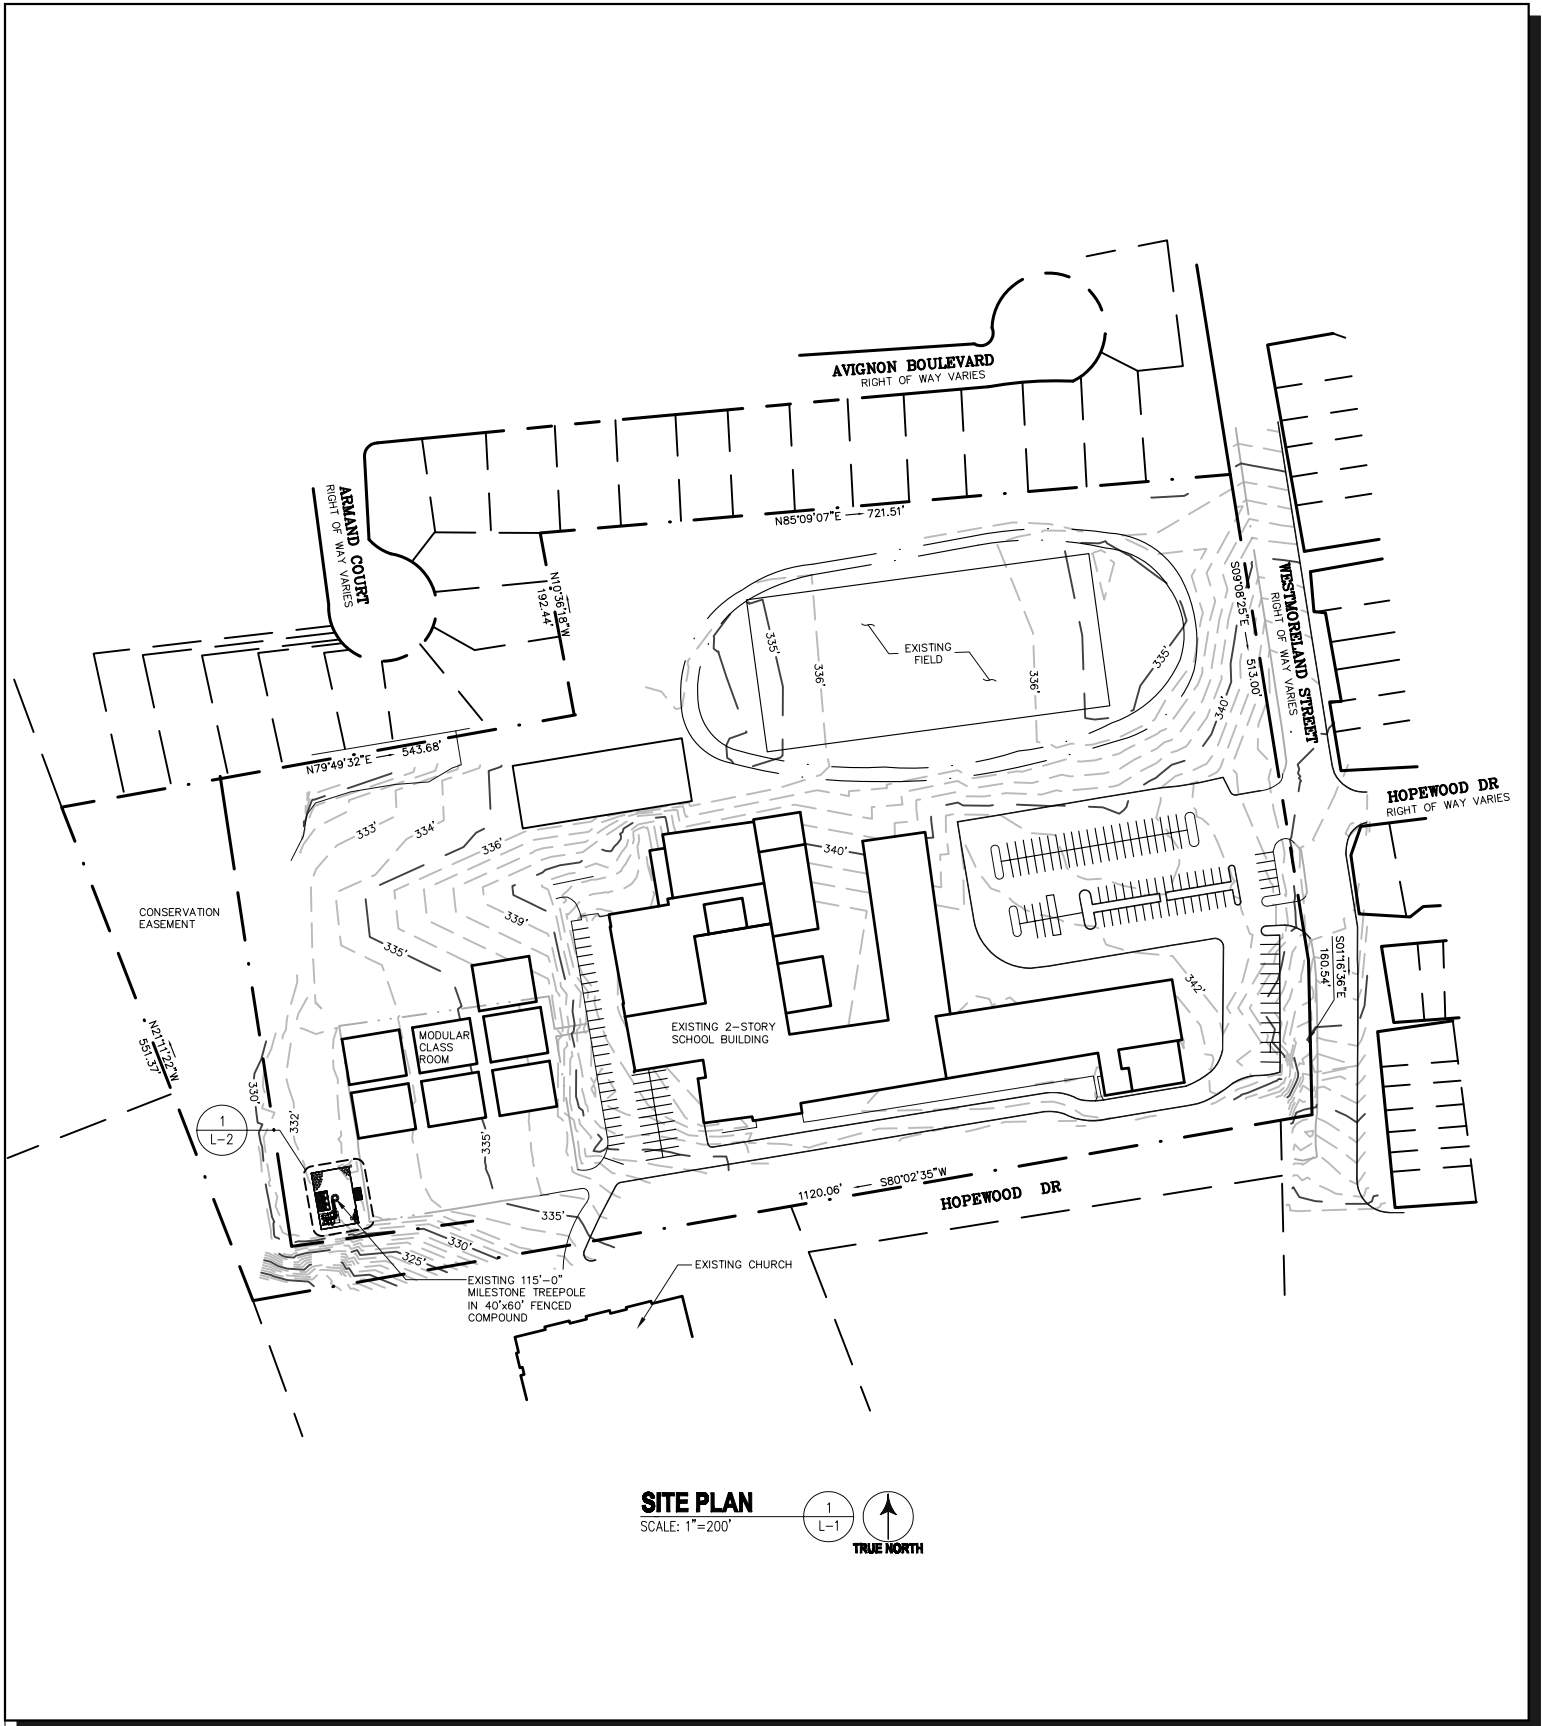 AVIGNON BOULEVARD
RIGHT OF WAY VARIES
ARMAND COURT
RIGHT OF WAY VARIES
N85°09'07"E
721.51'
N10°36'18"W
192.44'
S09°08'25"E
513.00'
WESTMORELAND STREET
RIGHT OF WAY VARIES
335'
336'
EXISTING
FIELD
336'
335'
340'
N79°49'32"E
543.68'
HOPEWOOD DR
RIGHT OF WAY VARIES
333'
334'
336'
340'
CONSERVATION
EASEMENT
339'
335'
S01°16'36"E
160.54'
342'
N21°11'22"W
551.37'
MODULAR
CLASS
ROOM
EXISTING 2-STORY
SCHOOL BUILDING
330'
332'
1
L-2
335'
1120.06'
S80°02'35"W
HOPEWOOD DR
335'
330'
325'
EXISTING CHURCH
EXISTING 115'-0"
MILESTONE TREEPOLE
IN 40'x60' FENCED
COMPOUND
SITE PLAN
SCALE: 1"=200'
1
L-1
TRUE NORTH